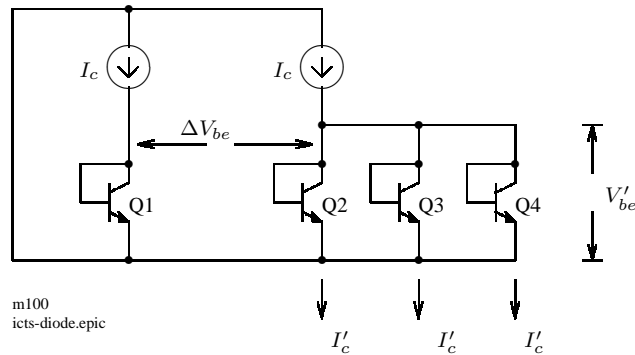 I_c
I_c
ΔV_be
Q1
Q2
Q3
Q4
V'_be
m100
icts-diode.epic
I'_c
I'_c
I'_c